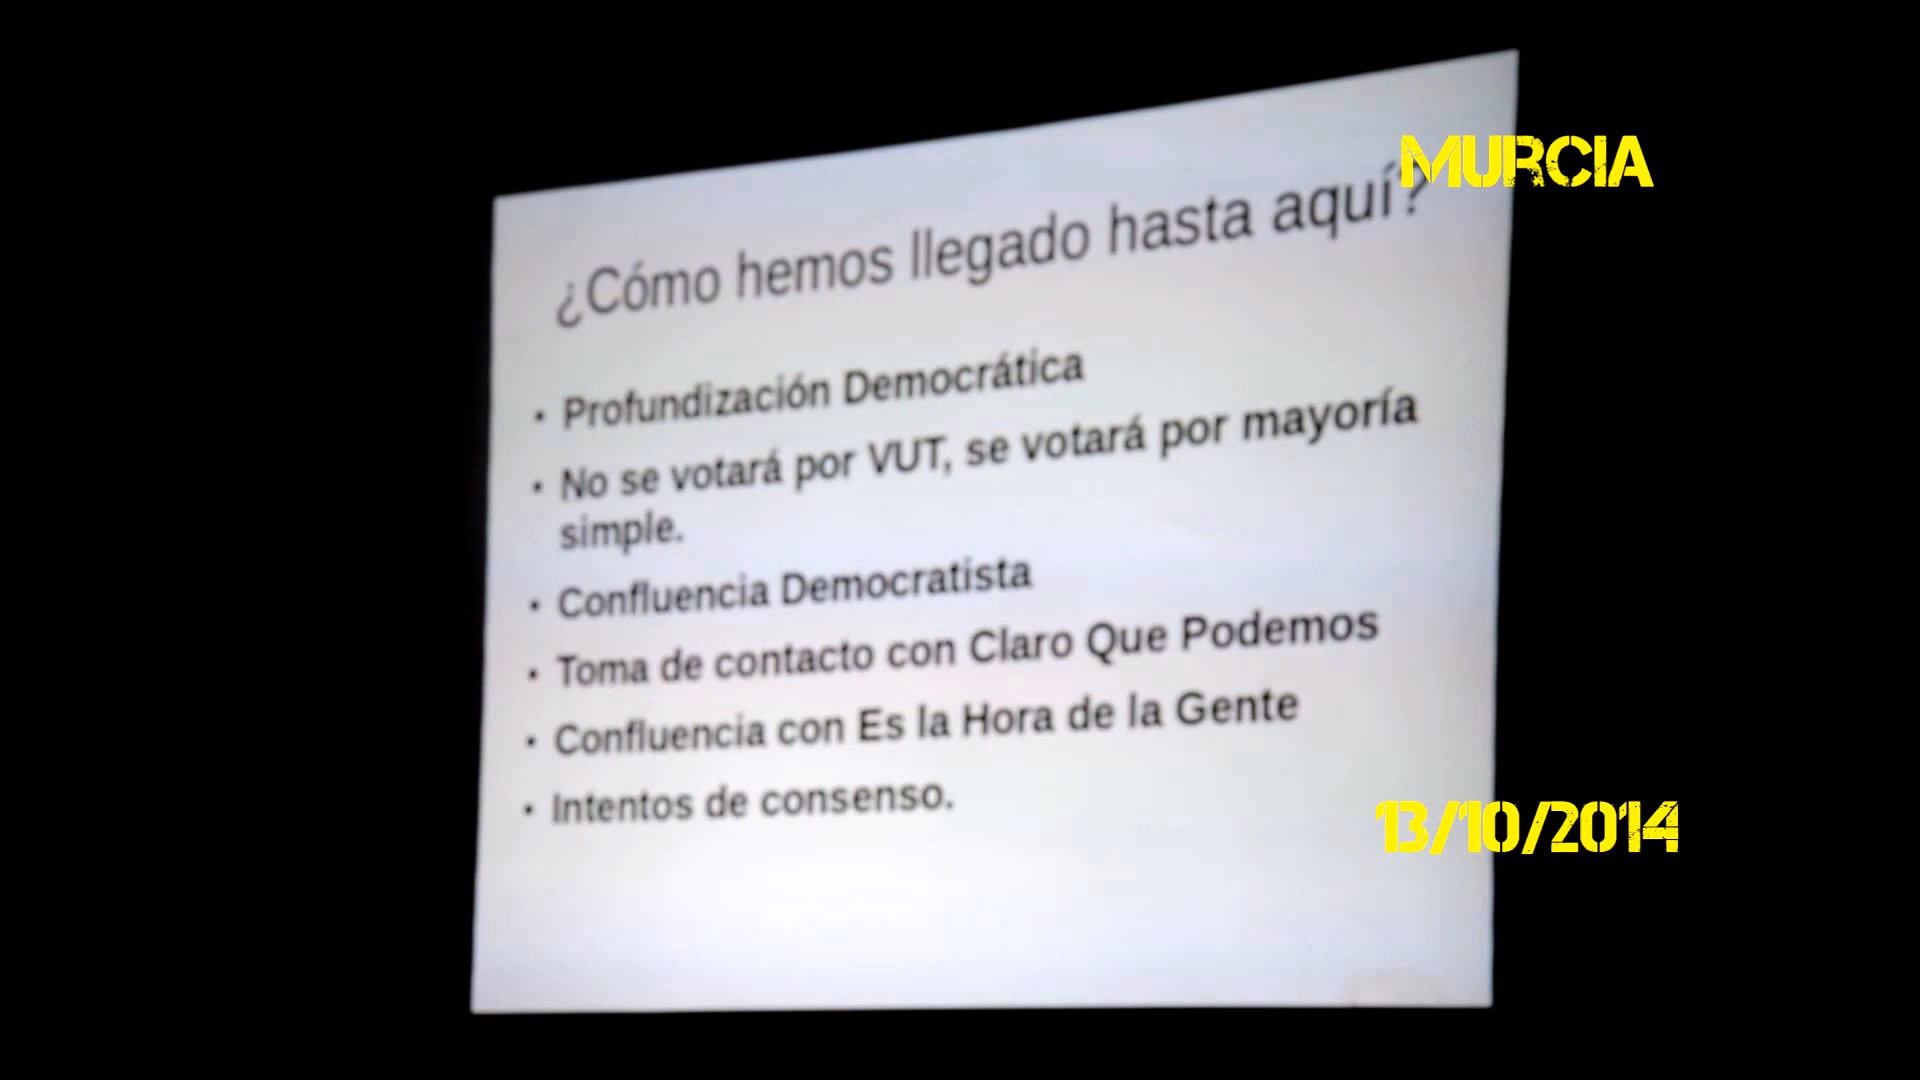 MURCIA
¿Cómo hemos llegado hasta aquí?
• Profundización Democrática
• No se votará por VUT, se votará por mayoría
simple.
• Confluencia Democratista
• Toma de contacto con Claro Que Podemos
• Confluencia con Es la Hora de la Gente
• Intentos de consenso.
13/10/2014